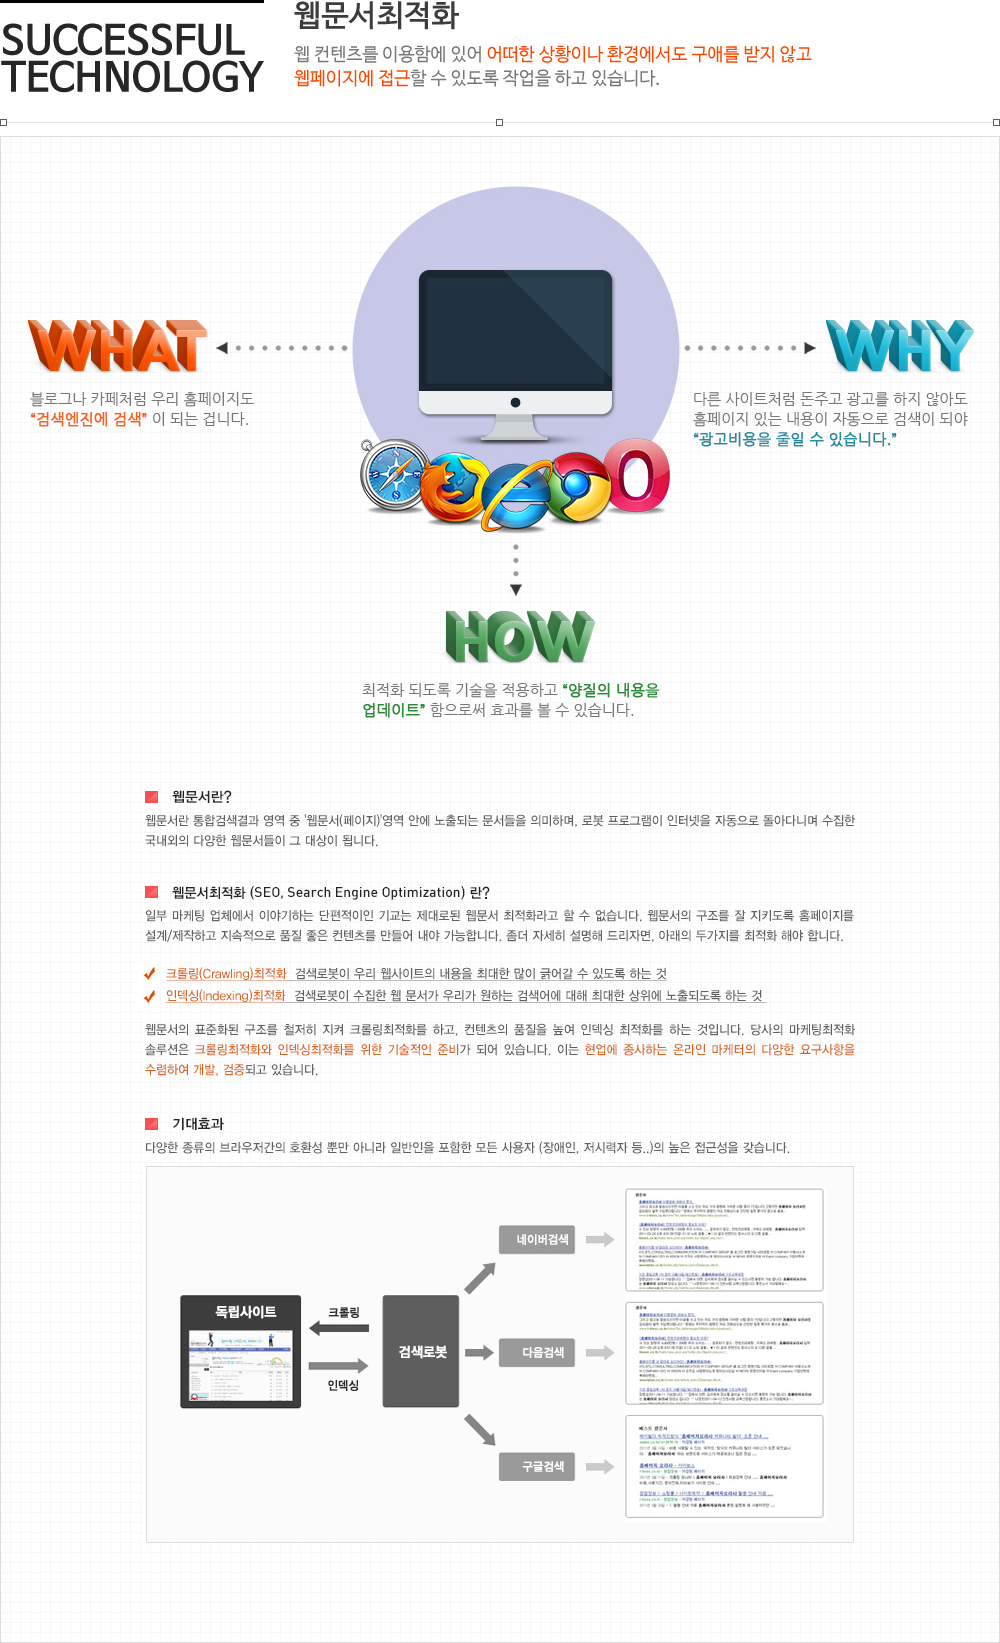 SUCCESSFUL
TECHNOLOGY
웹문서최적화
웹 컨텐츠를 이용함에 있어 어떠한 상황이나 환경에서도 구애를 받지 않고
웹페이지에 접근할 수 있도록 작업을 하고 있습니다.
WHAT
블로그나 카페처럼 우리 홈페이지도
“검색엔진에 검색” 이 되는 겁니다.
WHY
다른 사이트처럼 돈주고 광고를 하지 않아도
홈페이지 있는 내용이 자동으로 검색이 되야
“광고비용을 줄일 수 있습니다.”
HOW
최적화 되도록 기술을 적용하고 “양질의 내용을
업데이트” 함으로써 효과를 볼 수 있습니다.
웹문서란?
웹문서란 통합검색결과 영역 중 '웹문서(페이지)'영역 안에 노출되는 문서들을 의미하며, 로봇 프로그램이 인터넷을 자동으로 돌아다니며 수집한
국내외의 다양한 웹문서들이 그 대상이 됩니다.
웹문서최적화 (SEO, Search Engine Optimization) 란?
일부 마케팅 업체에서 이야기하는 단편적이인 기교는 제대로된 웹문서 최적화라고 할 수 없습니다. 웹문서의 구조를 잘 지키도록 홈페이지를
설계/제작하고 지속적으로 품질 좋은 컨텐츠를 만들어 내야 가능합니다. 좀더 자세히 설명해 드리자면, 아래의 두가지를 최적화 해야 합니다.
크롤링(Crawling)최적화 검색로봇이 우리 웹사이트의 내용을 최대한 많이 긁어갈 수 있도록 하는 것
인덱싱(Indexing)최적화 검색로봇이 수집한 웹 문서가 우리가 원하는 검색어에 대해 최대한 상위에 노출되도록 하는 것
웹문서의 표준화된 구조를 철저히 지켜 크롤링최적화를 하고, 컨텐츠의 품질을 높여 인덱싱 최적화를 하는 것입니다. 당사의 마케팅최적화
솔루션은 크롤링최적화와 인덱싱최적화를 위한 기술적인 준비가 되어 있습니다. 이는 현업에 종사하는 온라인 마케터의 다양한 요구사항을
수렴하여 개발, 검증되고 있습니다.
기대효과
다양한 종류의 브라우저간의 호환성 뿐만 아니라 일반인을 포함한 모든 사용자 (장애인, 저시력자 등..)의 높은 접근성을 갖습니다.
독립사이트
크롤링
인덱싱
검색로봇
네이버검색
다음검색
구글검색
웹문서
웹문서
베스트 웹문서